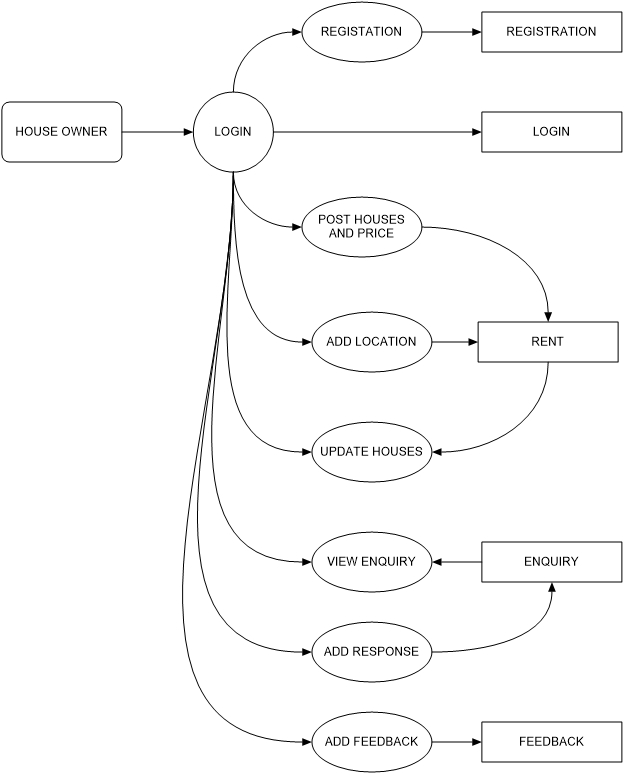 REGISTATION
REGISTRATION
HOUSE OWNER
LOGIN
LOGIN
POST HOUSES
AND PRICE
ADD LOCATION
RENT
UPDATE HOUSES
VIEW ENQUIRY
ENQUIRY
ADD RESPONSE
ADD FEEDBACK
FEEDBACK